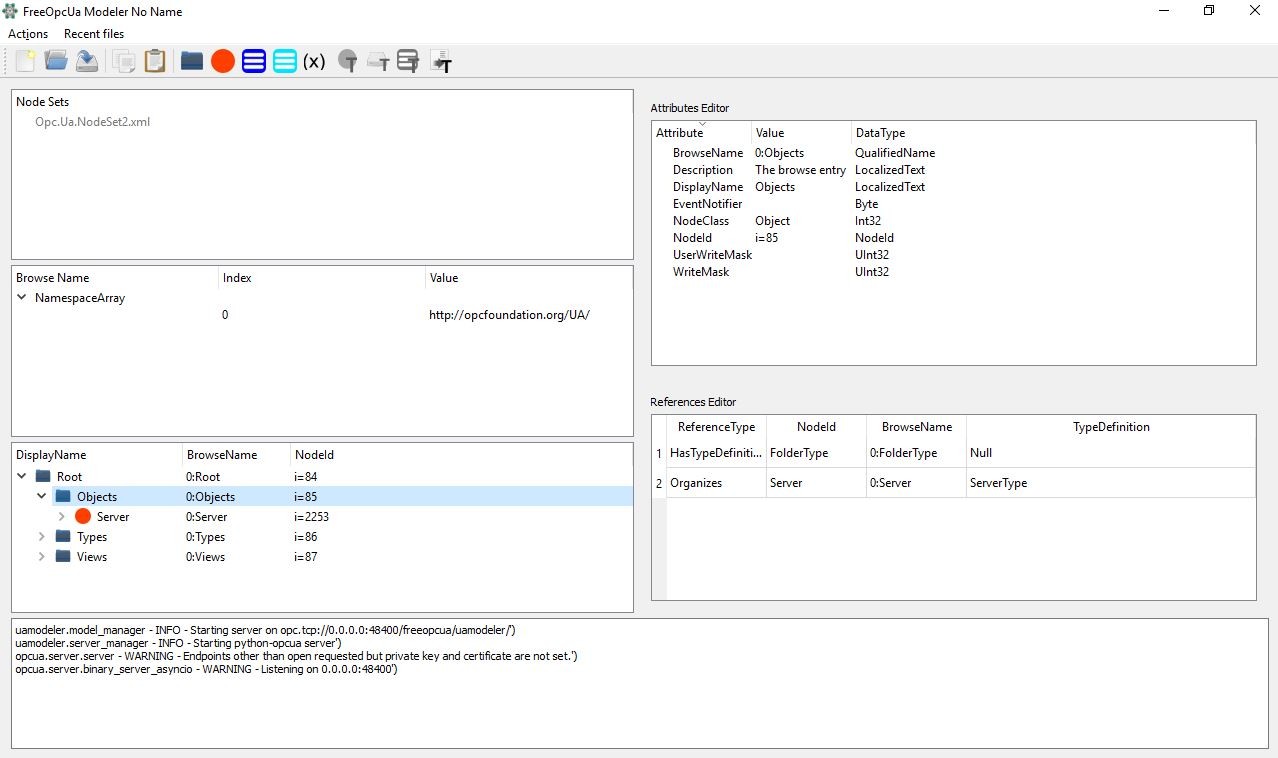 FreeOpcUa Modeler No Name
Actions Recent files
(x) T T T T
Node Sets
Opc.Ua.NodeSet2.xml
Browse Name Index Value
NamespaceArray
0 http://opcfoundation.org/UA/
DisplayName BrowseName NodeId
Root 0:Root i=84
Objects 0:Objects i=85
Server 0:Server i=2253
Types 0:Types i=86
Views 0:Views i=87
Attributes Editor
Attribute Value DataType
BrowseName 0:Objects QualifiedName
Description The browse entry LocalizedText
DisplayName Objects LocalizedText
EventNotifier Byte
NodeClass Object Int32
NodeId i=85 NodeId
UserWriteMask UInt32
WriteMask UInt32
References Editor
ReferenceType NodeId BrowseName TypeDefinition
1 HasTypeDefiniti... FolderType 0:FolderType Null
2 Organizes Server 0:Server ServerType
uamodeler.model_manager - INFO - Starting server on opc.tcp://0.0.0.0:48400/freeopcua/uamodeler/')
uamodeler.server_manager - INFO - Starting python-opcua server')
opcua.server.server - WARNING - Endpoints other than open requested but private key and certificate are not set.')
opcua.server.binary_server_asyncio - WARNING - Listening on 0.0.0.0:48400')